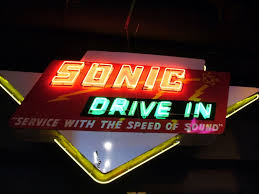 SONIC
DRIVE IN
"SERVICE WITH THE SPEED OF SOUND"